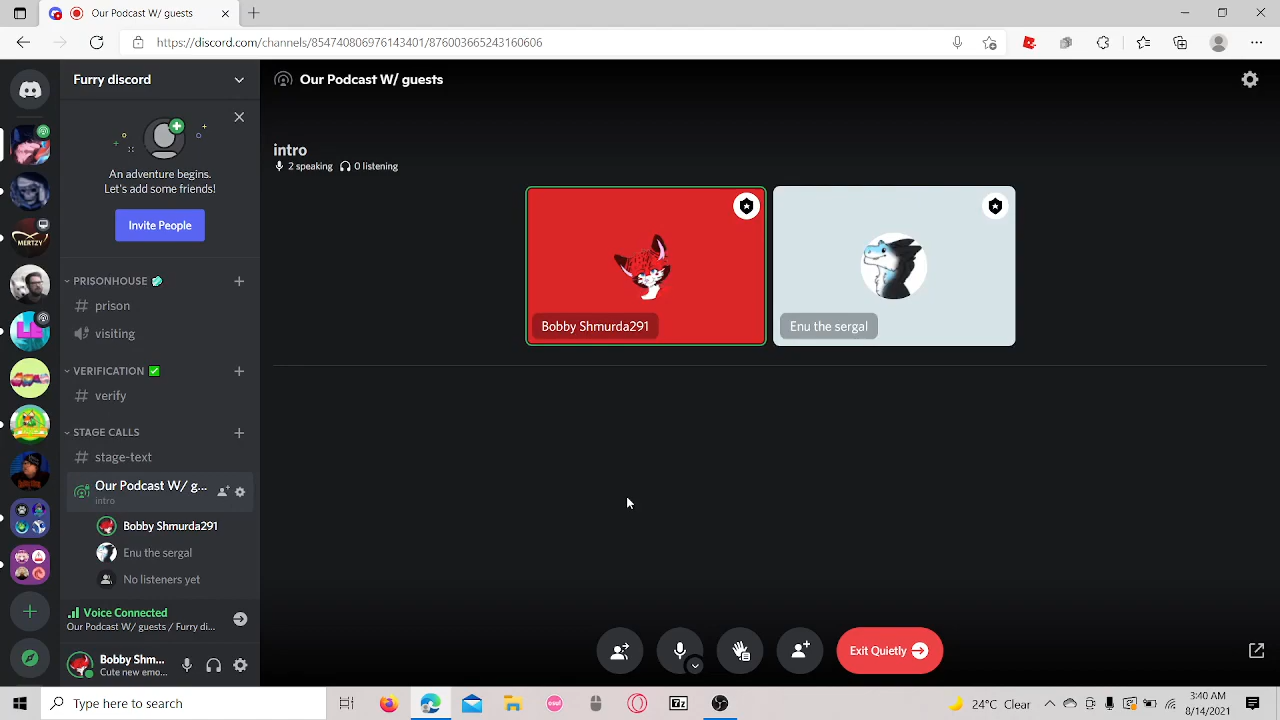 Our Podcast W/ guests
https://discord.com/channels/854740806976143401/876003665243160606
Furry discord
An adventure begins.
Let's add some friends!
Invite People
PRISONHOUSE
prison
visiting
VERIFICATION
verify
STAGE CALLS
stage-text
Our Podcast W/ g...
intro
Bobby Shmurda291
Enu the sergal
No listeners yet
Voice Connected
Our Podcast W/ guests / Furry di...
Bobby Shm...
Cute new emo...
MERTZY
Our Podcast W/ guests
intro
2 speaking 0 listening
Bobby Shmurda291
Enu the sergal
Exit Quietly
Type here to search
osu!
7z
24°C Clear
3:40 AM
8/14/2021